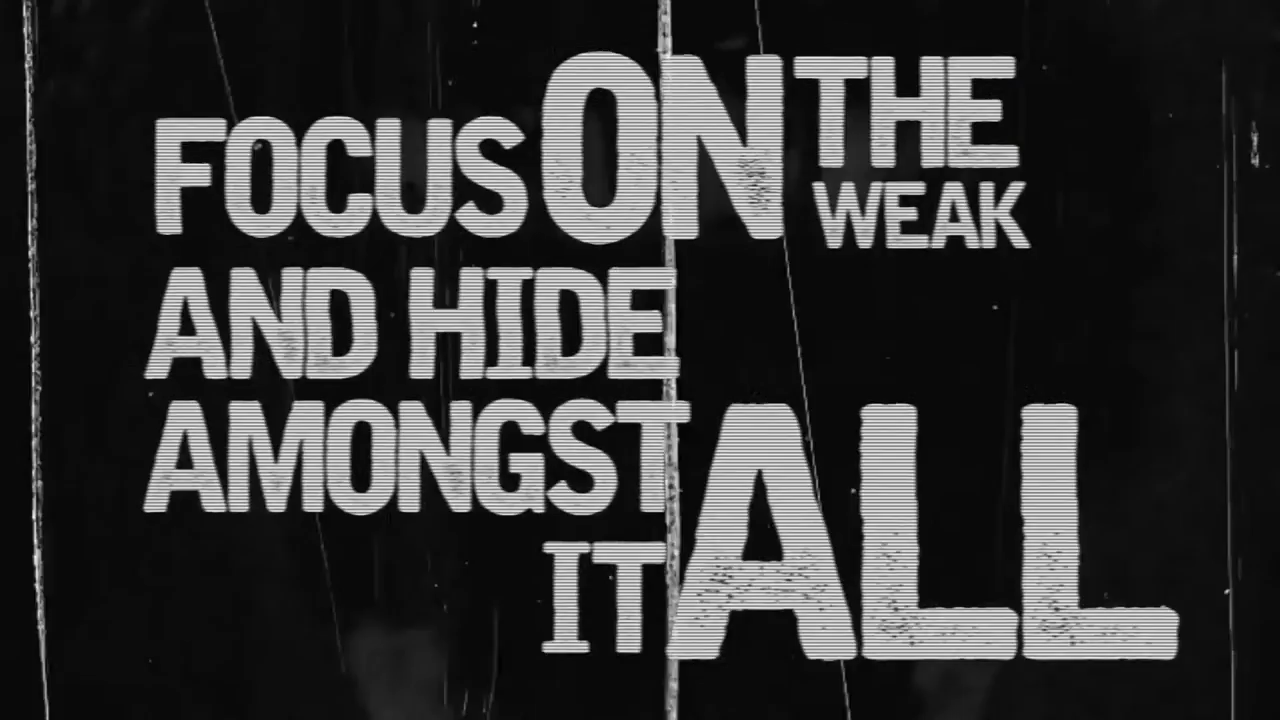 FOCUS ON THE
WEAK
AND HIDE
AMONGST
IT ALL